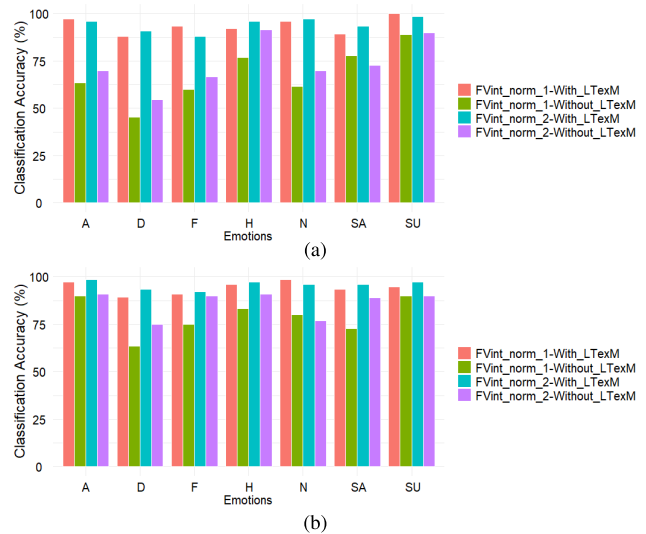 100
75
50
25
0
Classification Accuracy (%)
A D F H N SA SU
Emotions
FVint_norm_1-With_LTexM
FVint_norm_1-Without_LTexM
FVint_norm_2-With_LTexM
FVint_norm_2-Without_LTexM
(a)
100
75
50
25
0
Classification Accuracy (%)
A D F H N SA SU
Emotions
FVint_norm_1-With_LTexM
FVint_norm_1-Without_LTexM
FVint_norm_2-With_LTexM
FVint_norm_2-Without_LTexM
(b)